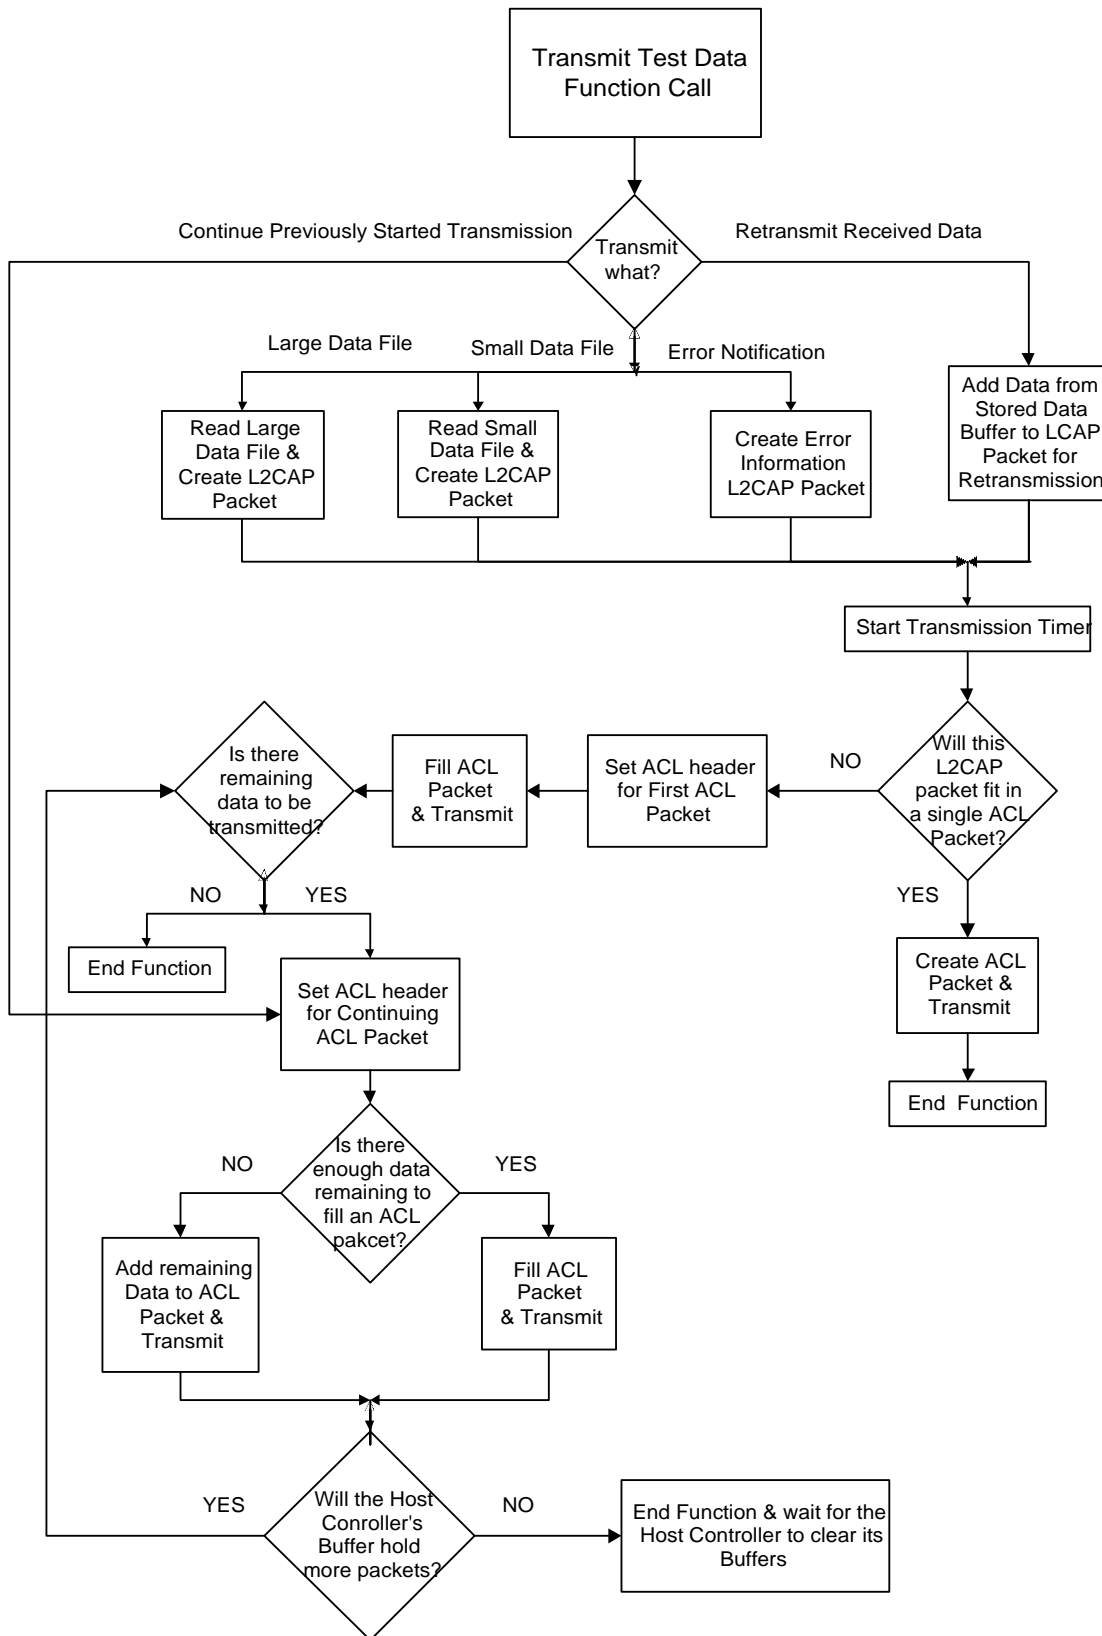 Transmit Test Data
Function Call
Continue Previously Started Transmission
Transmit
what?
Retransmit Received Data
Large Data File
Small Data File
Error Notification
Read Large
Data File &
Create L2CAP
Packet
Read Small
Data File &
Create L2CAP
Packet
Create Error
Information
L2CAP Packet
Add Data from
Stored Data
Buffer to LCAP
Packet for
Retransmission
Start Transmission Timer
Is there
remaining
data to be
transmitted?
Fill ACL
Packet
& Transmit
Set ACL header
for First ACL
Packet
NO
Will this
L2CAP
packet fit in
a single ACL
Packet?
NO
YES
YES
End Function
Set ACL header
for Continuing
ACL Packet
Create ACL
Packet &
Transmit
End Function
NO
Is there
enough data
remaining to
fill an ACL
pakcet?
YES
Add remaining
Data to ACL
Packet &
Transmit
Fill ACL
Packet
& Transmit
YES
Will the Host
Conroller's
Buffer hold
more packets?
NO
End Function & wait for the
Host Controller to clear its
Buffers